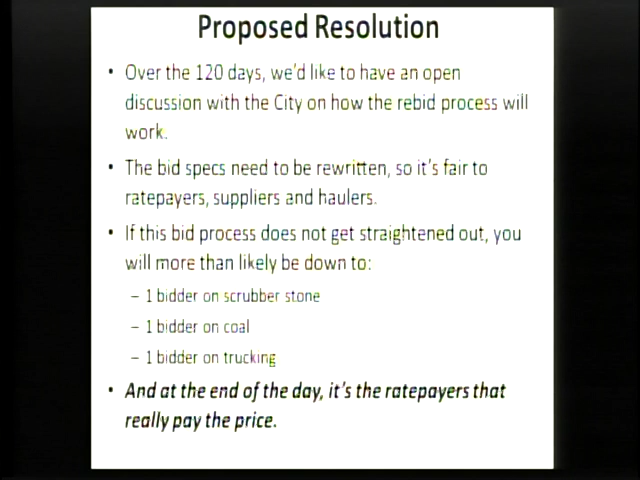 Proposed Resolution
• Over the 120 days, we'd like to have an open
discussion with the City on how the rebid process will
work.
• The bid specs need to be rewritten, so it's fair to
ratepayers, suppliers and haulers.
• If this bid process does not get straightened out, you
will more than likely be down to:
– 1 bidder on scrubber stone
– 1 bidder on coal
– 1 bidder on trucking
• And at the end of the day, it's the ratepayers that
really pay the price.